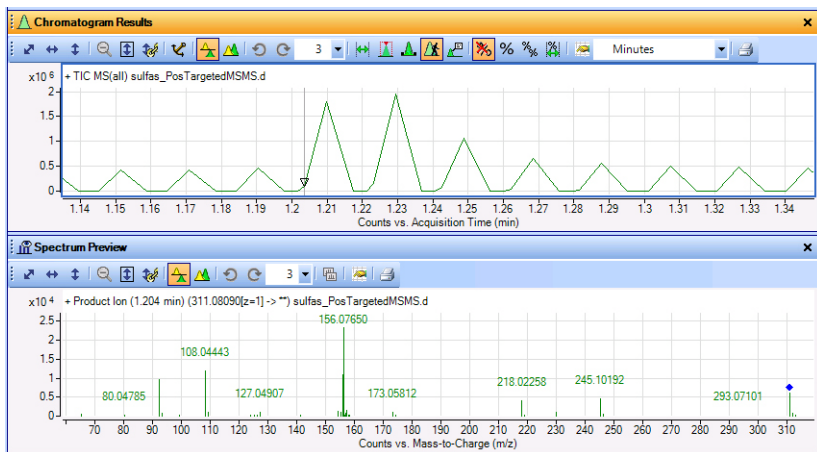 Chromatogram Results
3 % Minutes
x10 6
+ TIC MS(all) sulfas_PosTargetedMSMS.d
2
1.5
1
0.5
0
1.14 1.15 1.16 1.17 1.18 1.19 1.2 1.21 1.22 1.23 1.24 1.25 1.26 1.27 1.28 1.29 1.3 1.31 1.32 1.33 1.34
Counts vs. Acquisition Time (min)
Spectrum Preview
3
x10 4
+ Product Ion (1.204 min) (311.08090[z=1] -> **) sulfas_PosTargetedMSMS.d
2.5
2
1.5
1
0.5
0
156.07650
108.04443
80.04785
127.04907
173.05812
218.02258
245.10192
293.07101
70 80 90 100 110 120 130 140 150 160 170 180 190 200 210 220 230 240 250 260 270 280 290 300 310
Counts vs. Mass-to-Charge (m/z)